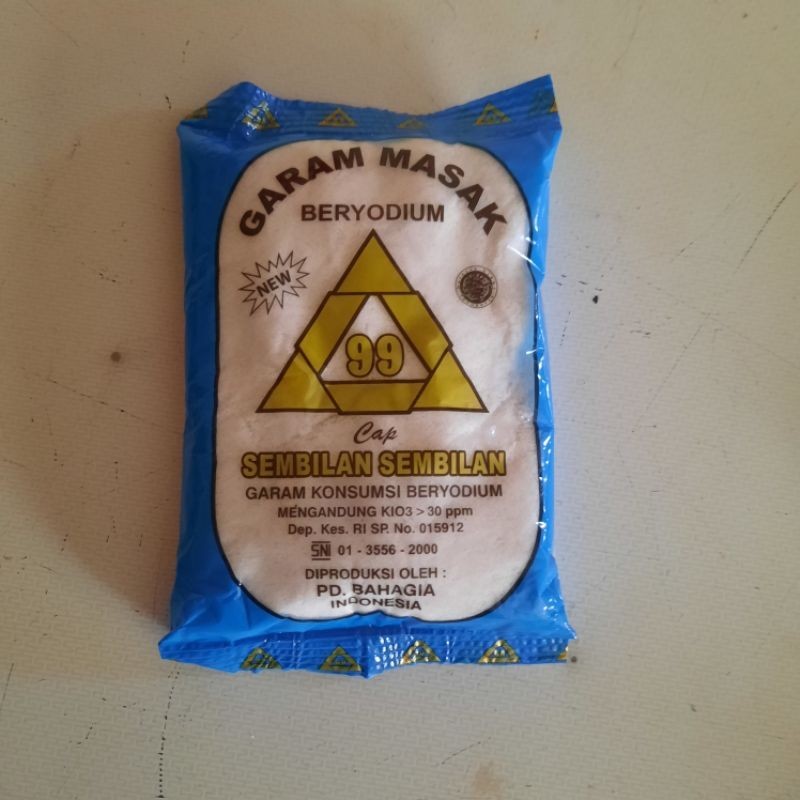 GARAM MASAK
BERYODIUM
NEW
99
Cap
SEMBILAN SEMBILAN
GARAM KONSUMSI BERYODIUM
MENGANDUNG KIO3 > 30 ppm
Dep. Kes. RI SP. No. 015912
SNI 01 - 3556 - 2000
DIPRODUKSI OLEH :
PD. BAHAGIA
INDONESIA